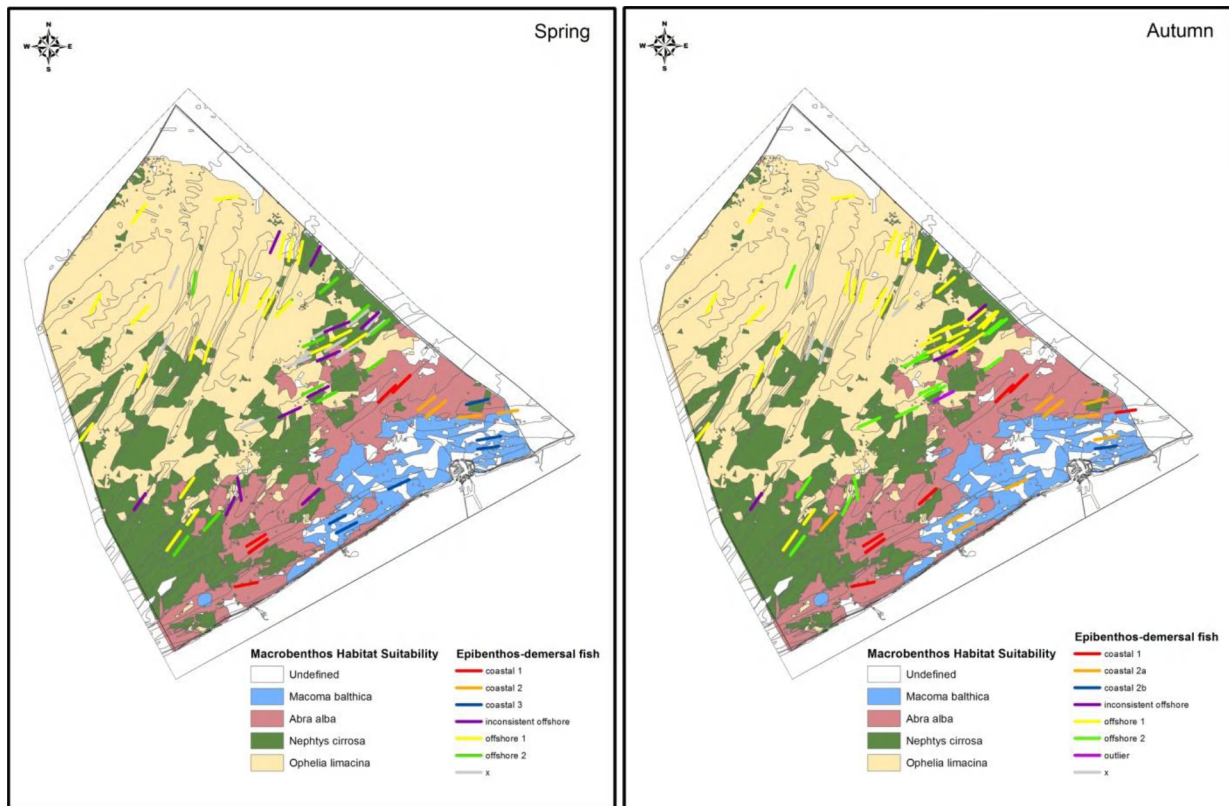 Spring
N
W E
S
Macrobenthos Habitat Suitability
Undefined
Macoma balthica
Abra alba
Nephtys cirrosa
Ophelia limacina
Epibenthos-demersal fish
coastal 1
coastal 2
coastal 3
inconsistent offshore
offshore 1
offshore 2
x
Autumn
N
W E
S
Macrobenthos Habitat Suitability
Undefined
Macoma balthica
Abra alba
Nephtys cirrosa
Ophelia limacina
Epibenthos-demersal fish
coastal 1
coastal 2a
coastal 2b
inconsistent offshore
offshore 1
offshore 2
outlier
x